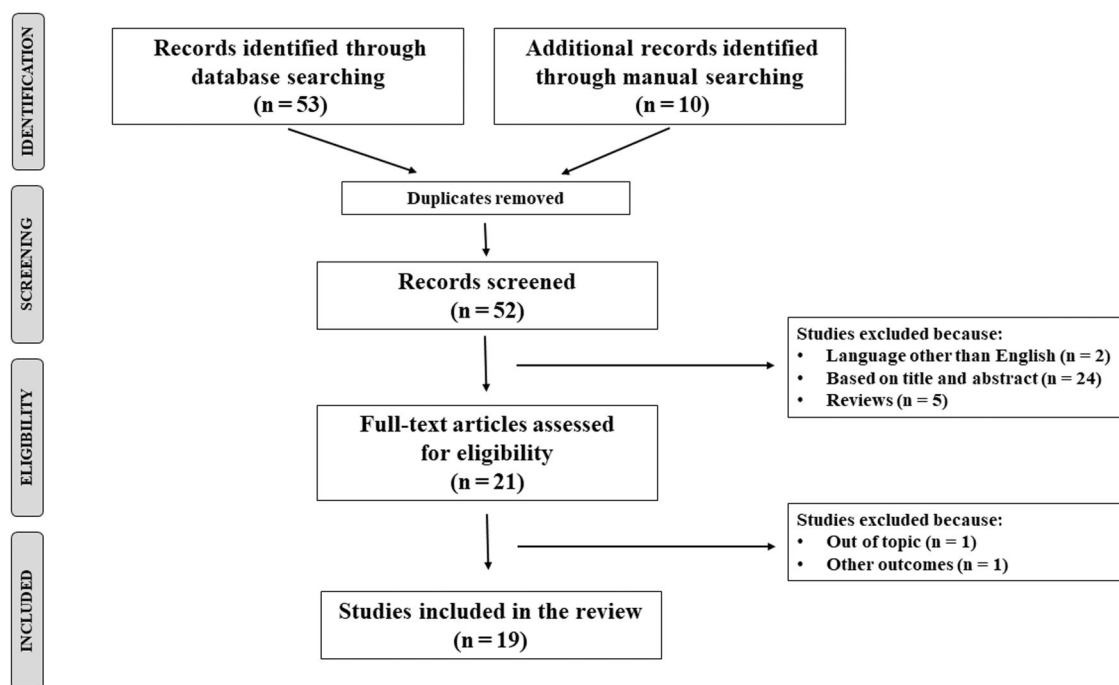 IDENTIFICATION
Records identified through
database searching
(n = 53)
Additional records identified
through manual searching
(n = 10)
Duplicates removed
SCREENING
Records screened
(n = 52)
Studies excluded because:
• Language other than English (n = 2)
• Based on title and abstract (n = 24)
• Reviews (n = 5)
ELIGIBILITY
Full-text articles assessed
for eligibility
(n = 21)
Studies excluded because:
• Out of topic (n = 1)
• Other outcomes (n = 1)
INCLUDED
Studies included in the review
(n = 19)